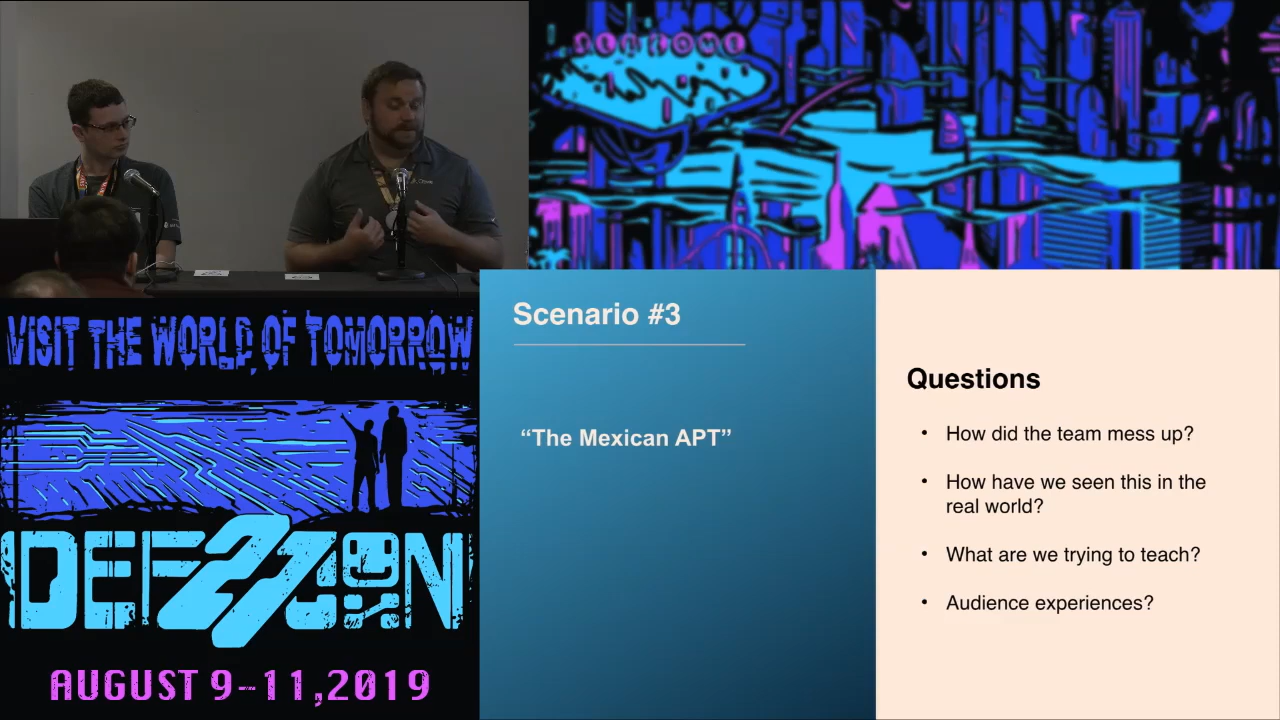 WELCOME
VISIT THE WORLD OF TOMORROW
DEF27CON
AUGUST 9-11,2019
Scenario #3
“The Mexican APT”
Questions
• How did the team mess up?
• How have we seen this in the
real world?
• What are we trying to teach?
• Audience experiences?